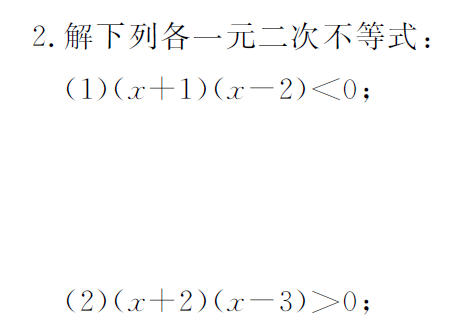 2.解下列各一元二次不等式：
(1)(x+1)(x-2)<0；
(2)(x+2)(x-3)>0；